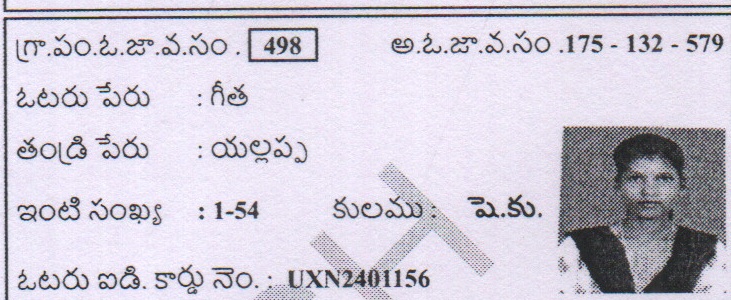 గ్రా.పం.ఓ.జా.వ.సం . 498 అ.ఓ.జా.వ.సం .175 - 132 - 579
ఓటరు పేరు : గీత
తండ్రి పేరు : యల్లప్ప
ఇంటి సంఖ్య : 1-54 కులము : షె.కు.
ఓటరు ఐడి. కార్డు నెం. : UXN2401156